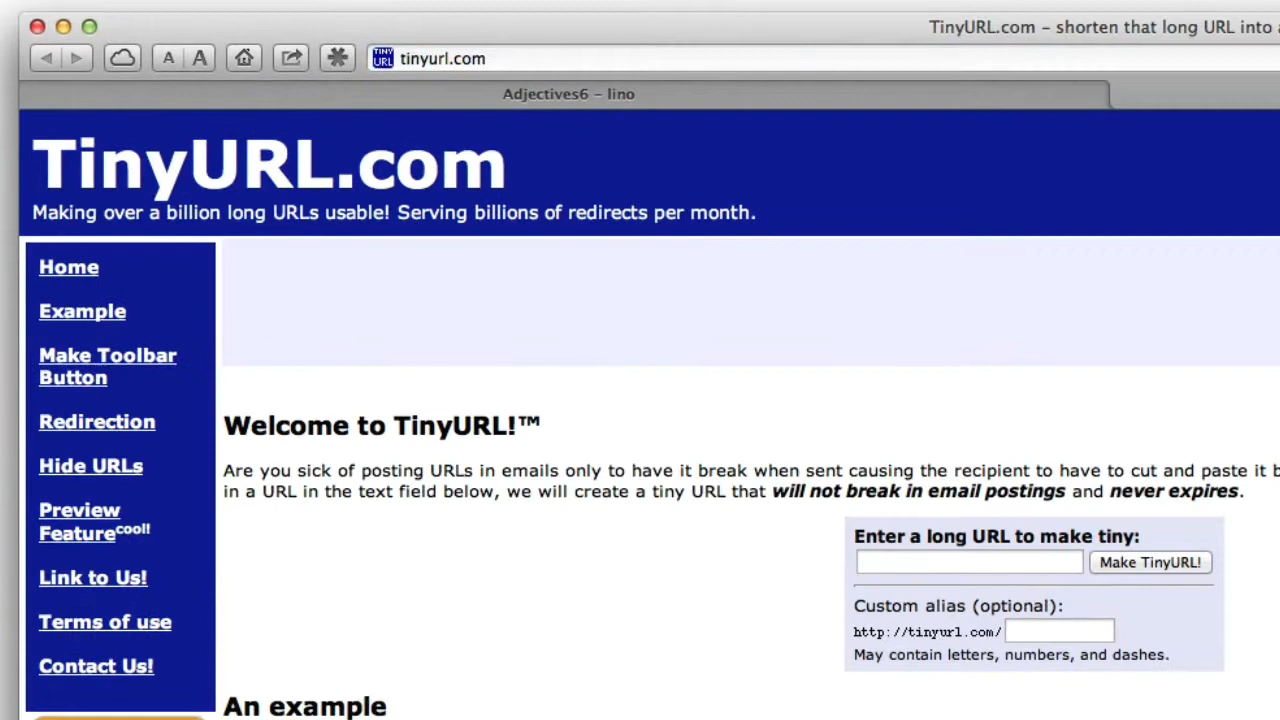 TinyURL.com – shorten that long URL into a
A A
TINY URL tinyurl.com
Adjectives6 – lino
TinyURL.com
Making over a billion long URLs usable! Serving billions of redirects per month.
Home
Example
Make Toolbar
Button
Redirection
Hide URLs
Preview
Feature cool!
Link to Us!
Terms of use
Contact Us!
Welcome to TinyURL!™
Are you sick of posting URLs in emails only to have it break when sent causing the recipient to have to cut and paste it b
in a URL in the text field below, we will create a tiny URL that will not break in email postings and never expires.
Enter a long URL to make tiny:
Make TinyURL!
Custom alias (optional):
http://tinyurl.com/
May contain letters, numbers, and dashes.
An example